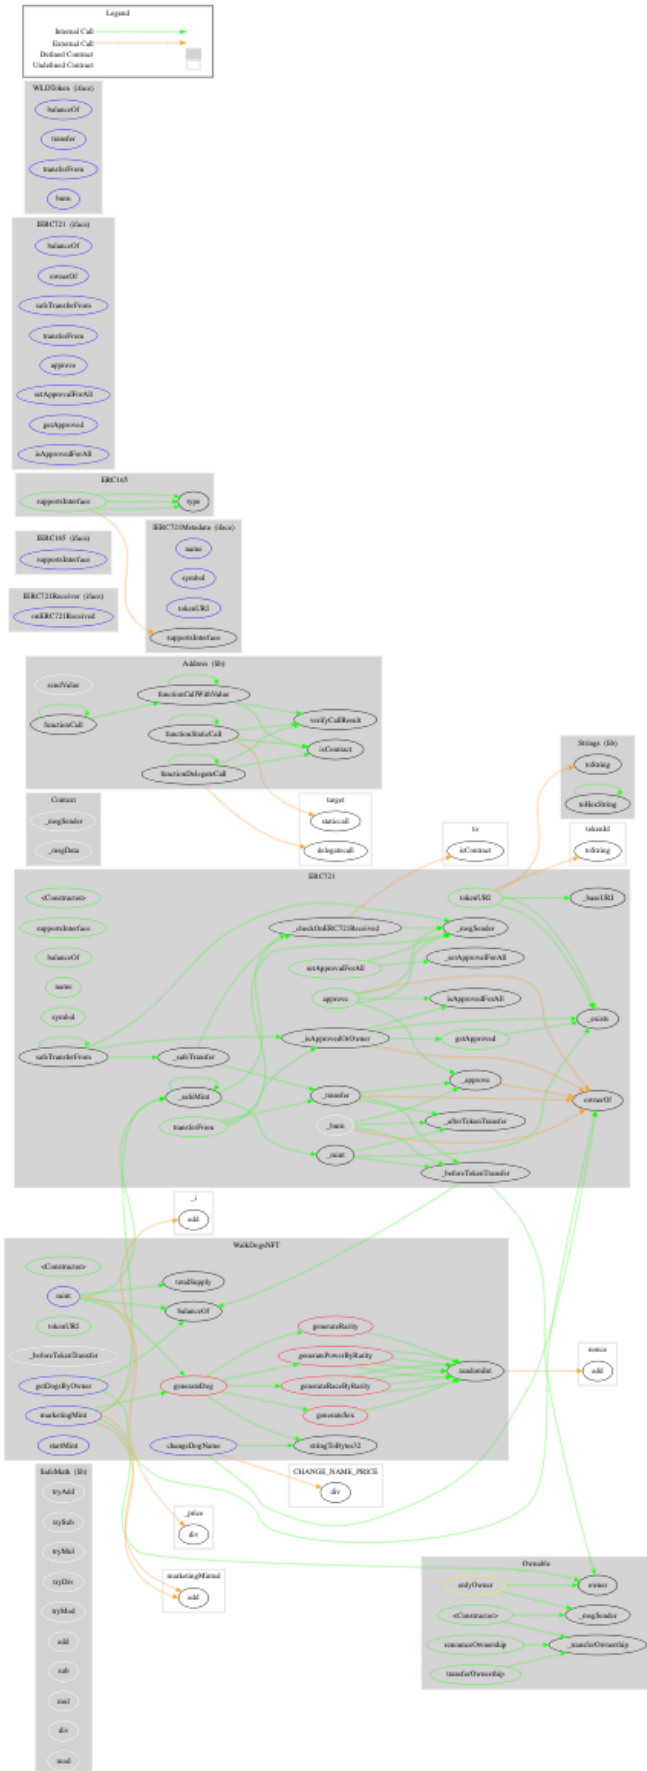 Legend
Internal Call
External Call
Defined Contract
Undefined Contract
WLDToken (iface)
balanceOf
transfer
transferFrom
burn
IERC721 (iface)
balanceOf
ownerOf
safeTransferFrom
transferFrom
approve
setApprovalForAll
getApproved
isApprovedForAll
ERC165
supportsInterface
type
IERC165 (iface)
supportsInterface
IERC721Metadata (iface)
name
symbol
tokenURI
supportsInterface
IERC721Receiver (iface)
onERC721Received
Address (lib)
sendValue
functionCall
functionCallWithValue
functionStaticCall
functionDelegateCall
verifyCallResult
isContract
Strings (lib)
toString
toHexString
Context
_msgSender
_msgData
target
staticcall
delegatecall
to
isContract
tokenId
toString
ERC721
<Constructor>
supportsInterface
balanceOf
name
symbol
safeTransferFrom
_safeTransfer
_safeMint
transferFrom
_checkOnERC721Received
setApprovalForAll
approve
_isApprovedOrOwner
_transfer
_burn
_mint
tokenURI
_msgSender
_setApprovalForAll
isApprovedForAll
getApproved
_approve
_afterTokenTransfer
_beforeTokenTransfer
_baseURI
_exists
ownerOf
_i
add
WalkDogsNFT
<Constructor>
mint
tokenURI
_beforeTokenTransfer
getDogsByOwner
marketingMint
startMint
totalSupply
balanceOf
generateDog
changeDogName
generateRarity
generatePowerByRarity
generateRaceByRarity
generateSex
stringToBytes32
randomInt
nonce
add
CHANGE_NAME_PRICE
div
_price
div
marketingMinted
add
SafeMath (lib)
tryAdd
trySub
tryMul
tryDiv
tryMod
add
sub
mul
div
mod
Ownable
onlyOwner
<Constructor>
renounceOwnership
transferOwnership
owner
_msgSender
_transferOwnership